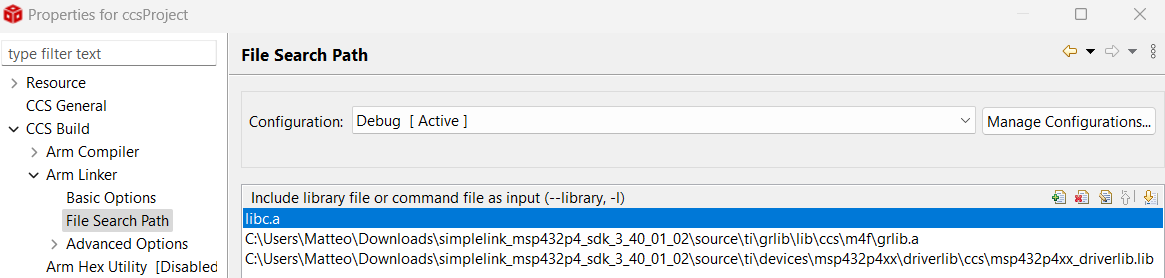 Properties for ccsProject
type filter text
File Search Path
Resource
CCS General
CCS Build
Arm Compiler
Arm Linker
Basic Options
File Search Path
Advanced Options
Arm Hex Utility [Disabled
Configuration:
Debug [ Active ]
Manage Configurations...
Include library file or command file as input (--library, -l)
libc.a
C:\Users\Matteo\Downloads\simplelink_msp432p4_sdk_3_40_01_02\source\ti\grlib\lib\ccs\m4f\grlib.a
C:\Users\Matteo\Downloads\simplelink_msp432p4_sdk_3_40_01_02\source\ti\devices\msp432p4xx\driverlib\ccs\msp432p4xx_driverlib.lib